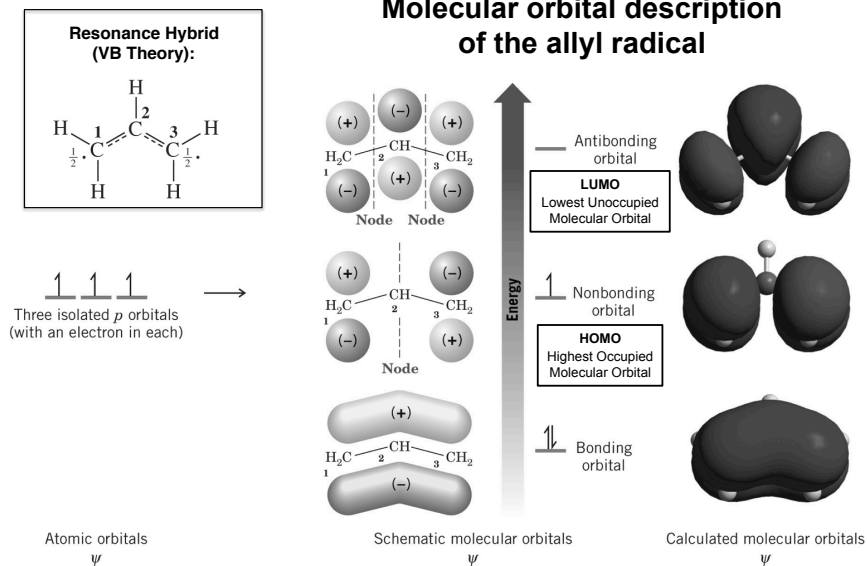 Molecular orbital description
of the allyl radical
Resonance Hybrid
(VB Theory):
H
H 1 2 3 H
½· C C C ½·
H H
(+) (-) (+)
H₂C CH CH₂
1 2 3
(-) (+) (-)
Node Node
Antibonding
orbital
LUMO
Lowest Unoccupied
Molecular Orbital
Three isolated p orbitals
(with an electron in each)
(+) (-)
H₂C CH CH₂
1 2 3
(-) (+)
Node
Energy
Nonbonding
orbital
HOMO
Highest Occupied
Molecular Orbital
(+)
H₂C CH CH₂
1 2 3
(-)
Bonding
orbital
Atomic orbitals
ψ
Schematic molecular orbitals
ψ
Calculated molecular orbitals
ψ